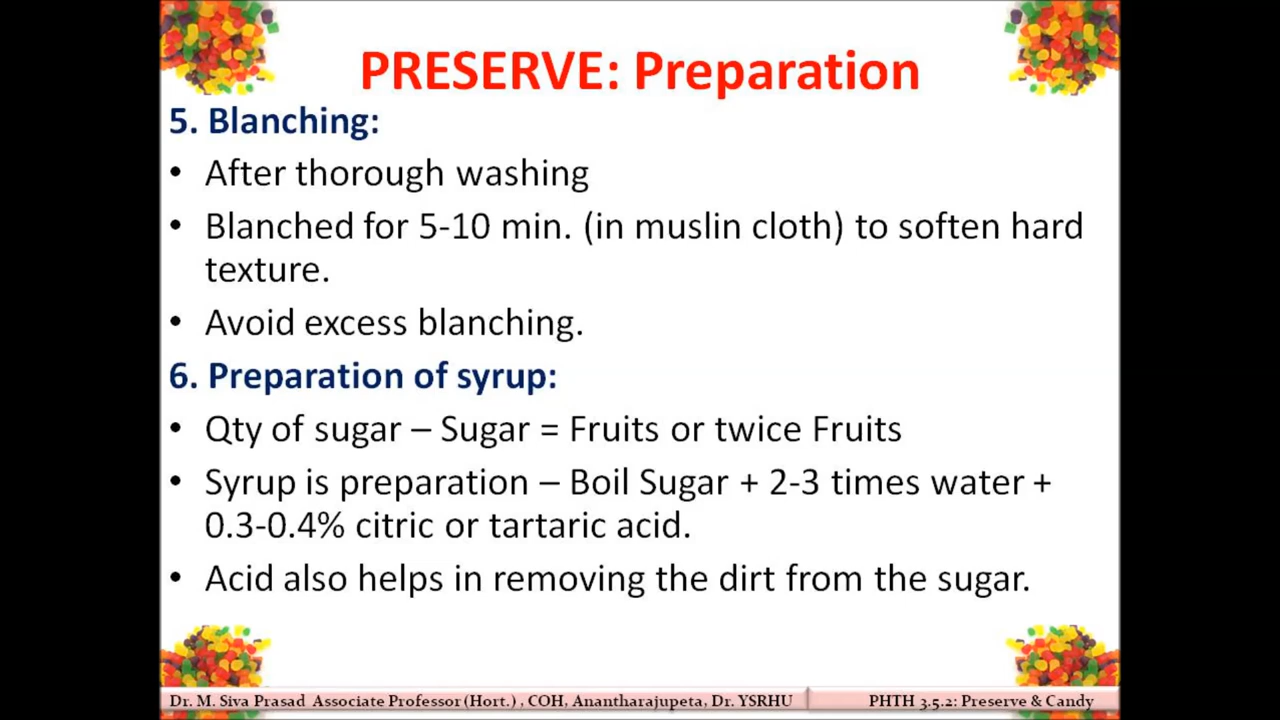 PRESERVE: Preparation
5. Blanching:
• After thorough washing
• Blanched for 5-10 min. (in muslin cloth) to soften hard
texture.
• Avoid excess blanching.
6. Preparation of syrup:
• Qty of sugar – Sugar = Fruits or twice Fruits
• Syrup is preparation – Boil Sugar + 2-3 times water +
0.3-0.4% citric or tartaric acid.
• Acid also helps in removing the dirt from the sugar.
Dr. M. Siva Prasad Associate Professor (Hort.) , COH, Anantharajupeta, Dr. YSRHU
PHTH 3.5.2: Preserve & Candy